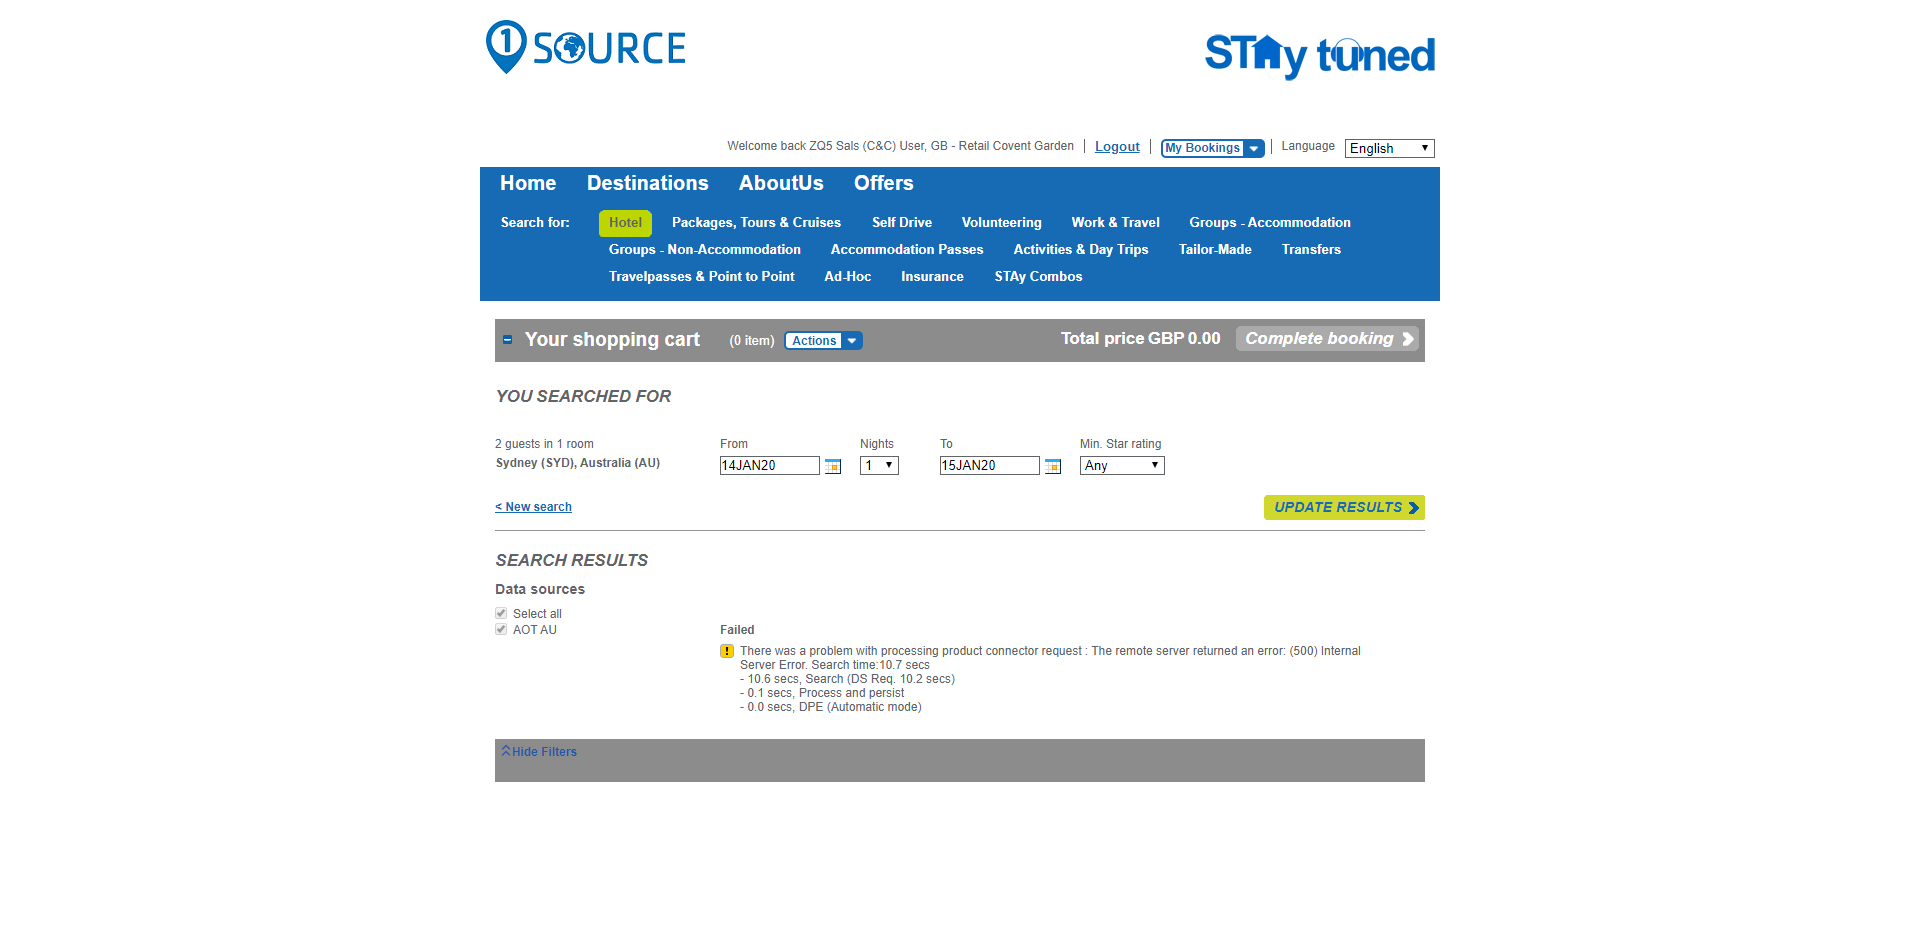 1 SOURCE
STAy tuned
Welcome back ZQ5 Sals (C&C) User, GB - Retail Covent Garden Logout My Bookings Language English
Home Destinations AboutUs Offers
Search for: Hotel Packages, Tours & Cruises Self Drive Volunteering Work & Travel Groups - Accommodation
Groups - Non-Accommodation Accommodation Passes Activities & Day Trips Tailor-Made Transfers
Travelpasses & Point to Point Ad-Hoc Insurance STAy Combos
Your shopping cart (0 item) Actions Total price GBP 0.00 Complete booking
YOU SEARCHED FOR
2 guests in 1 room From Nights To Min. Star rating
Sydney (SYD), Australia (AU) 14JAN20 1 15JAN20 Any
< New search UPDATE RESULTS
SEARCH RESULTS
Data sources
Select all
AOT AU Failed
There was a problem with processing product connector request : The remote server returned an error: (500) Internal
Server Error. Search time:10.7 secs
- 10.6 secs, Search (DS Req. 10.2 secs)
- 0.1 secs, Process and persist
- 0.0 secs, DPE (Automatic mode)
Hide Filters